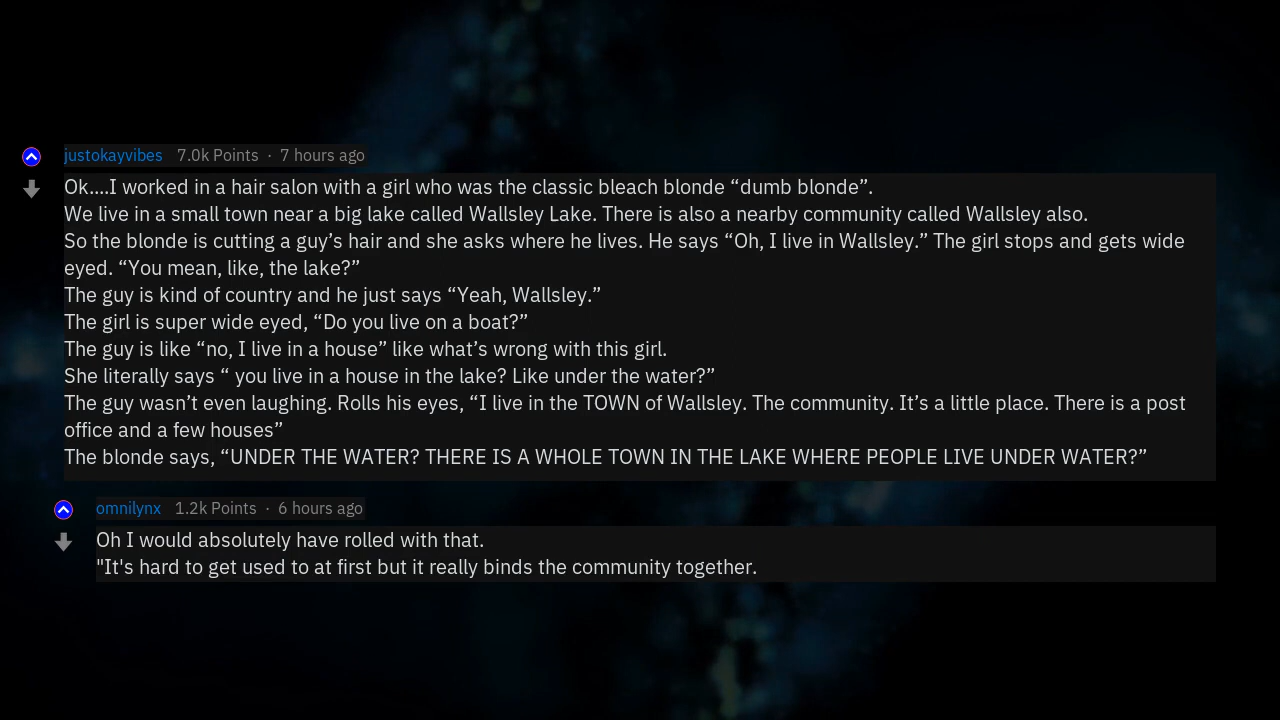 justokayvibes 7.0k Points · 7 hours ago
Ok....I worked in a hair salon with a girl who was the classic bleach blonde “dumb blonde”.
We live in a small town near a big lake called Wallsley Lake. There is also a nearby community called Wallsley also.
So the blonde is cutting a guy’s hair and she asks where he lives. He says “Oh, I live in Wallsley.” The girl stops and gets wide
eyed. “You mean, like, the lake?”
The guy is kind of country and he just says “Yeah, Wallsley.”
The girl is super wide eyed, “Do you live on a boat?”
The guy is like “no, I live in a house” like what’s wrong with this girl.
She literally says “ you live in a house in the lake? Like under the water?”
The guy wasn’t even laughing. Rolls his eyes, “I live in the TOWN of Wallsley. The community. It’s a little place. There is a post
office and a few houses”
The blonde says, “UNDER THE WATER? THERE IS A WHOLE TOWN IN THE LAKE WHERE PEOPLE LIVE UNDER WATER?”
omnilynx 1.2k Points · 6 hours ago
Oh I would absolutely have rolled with that.
"It's hard to get used to at first but it really binds the community together.